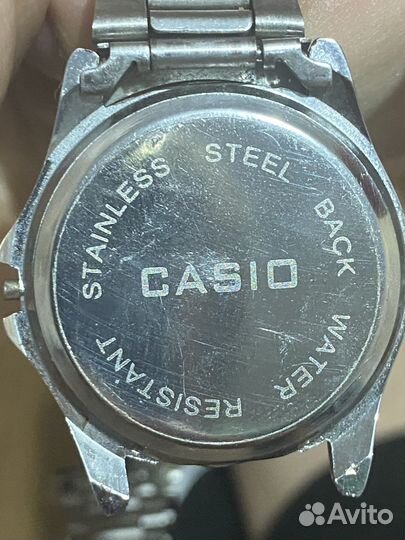 STAINLESS STEEL BACK
CASIO
WATER RESISTANT
Avito